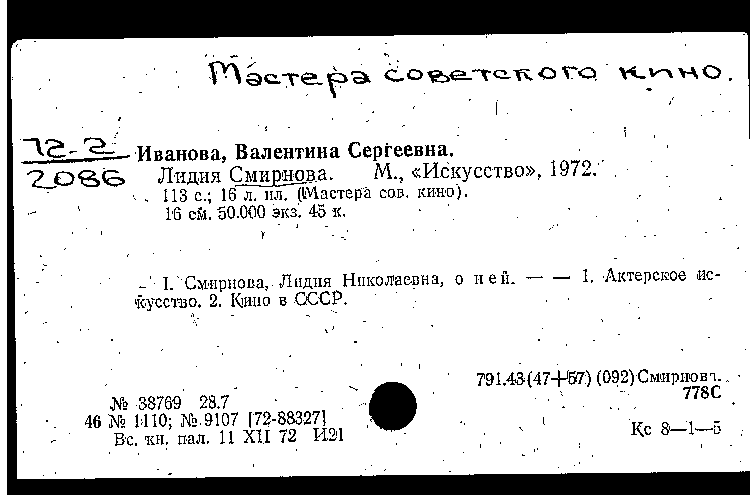 Мастера советского кино.
72-2
2086
Иванова, Валентина Сергеевна.
Лидия Смирнова. М., «Искусство», 1972.
113 с.; 16 л. ил. (Мастера сов. кино).
16 см. 50.000 экз. 45 к.
— I. Смирнова, Лидия Николаевна, о ней. — — 1. Актерское ис-
кусство. 2. Кино в СССР.
791.43(47+57) (092) Смирнова.
778С
№ 38769 28.7
46 № 1110; № 9107 [72-88327]
Вс. кн. пал. 11 XII 72 И21
Кс 8—1—5